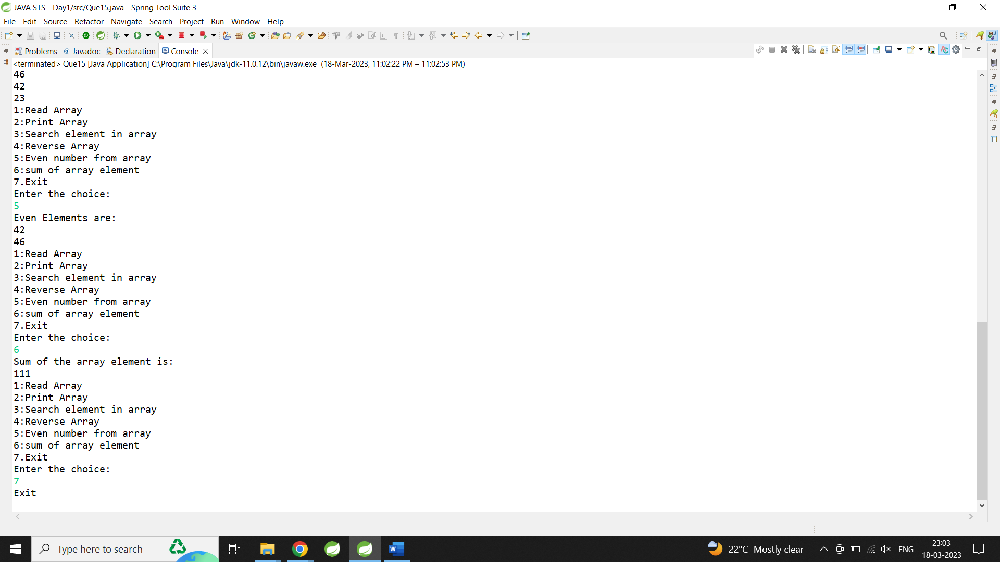 JAVA STS - Day1/src/Que15.java - Spring Tool Suite 3
File Edit Source Refactor Navigate Search Project Run Window Help
Problems @ Javadoc Declaration Console
<terminated> Que15 [Java Application] C:\Program Files\Java\jdk-11.0.12\bin\javaw.exe (18-Mar-2023, 11:02:22 PM – 11:02:53 PM)
46
42
23
1:Read Array
2:Print Array
3:Search element in array
4:Reverse Array
5:Even number from array
6:sum of array element
7.Exit
Enter the choice:
5
Even Elements are:
42
46
1:Read Array
2:Print Array
3:Search element in array
4:Reverse Array
5:Even number from array
6:sum of array element
7.Exit
Enter the choice:
6
Sum of the array element is:
111
1:Read Array
2:Print Array
3:Search element in array
4:Reverse Array
5:Even number from array
6:sum of array element
7.Exit
Enter the choice:
7
Exit
Type here to search
22°C Mostly clear
ENG
23:03
18-03-2023